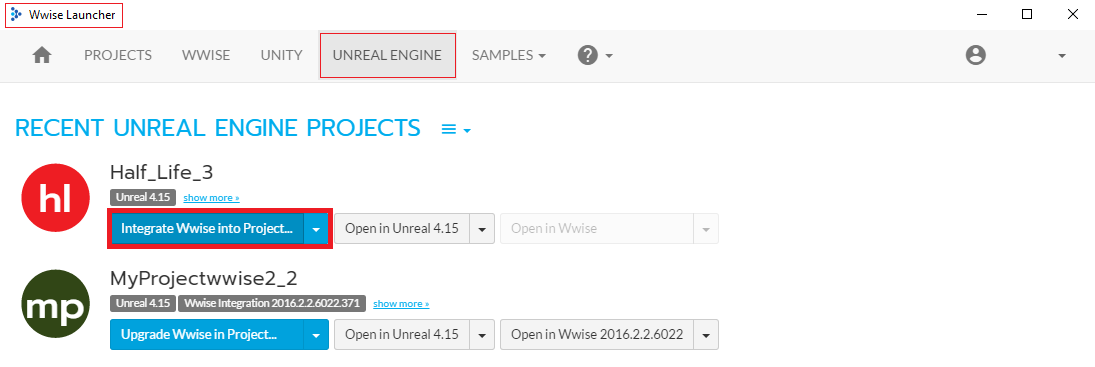 Wwise Launcher
PROJECTS WWISE UNITY UNREAL ENGINE SAMPLES ?
RECENT UNREAL ENGINE PROJECTS
hl
Half_Life_3
Unreal 4.15 show more »
Integrate Wwise into Project... Open in Unreal 4.15 Open in Wwise
mp
MyProjectwwise2_2
Unreal 4.15 Wwise Integration 2016.2.2.6022.371 show more »
Upgrade Wwise in Project... Open in Unreal 4.15 Open in Wwise 2016.2.2.6022